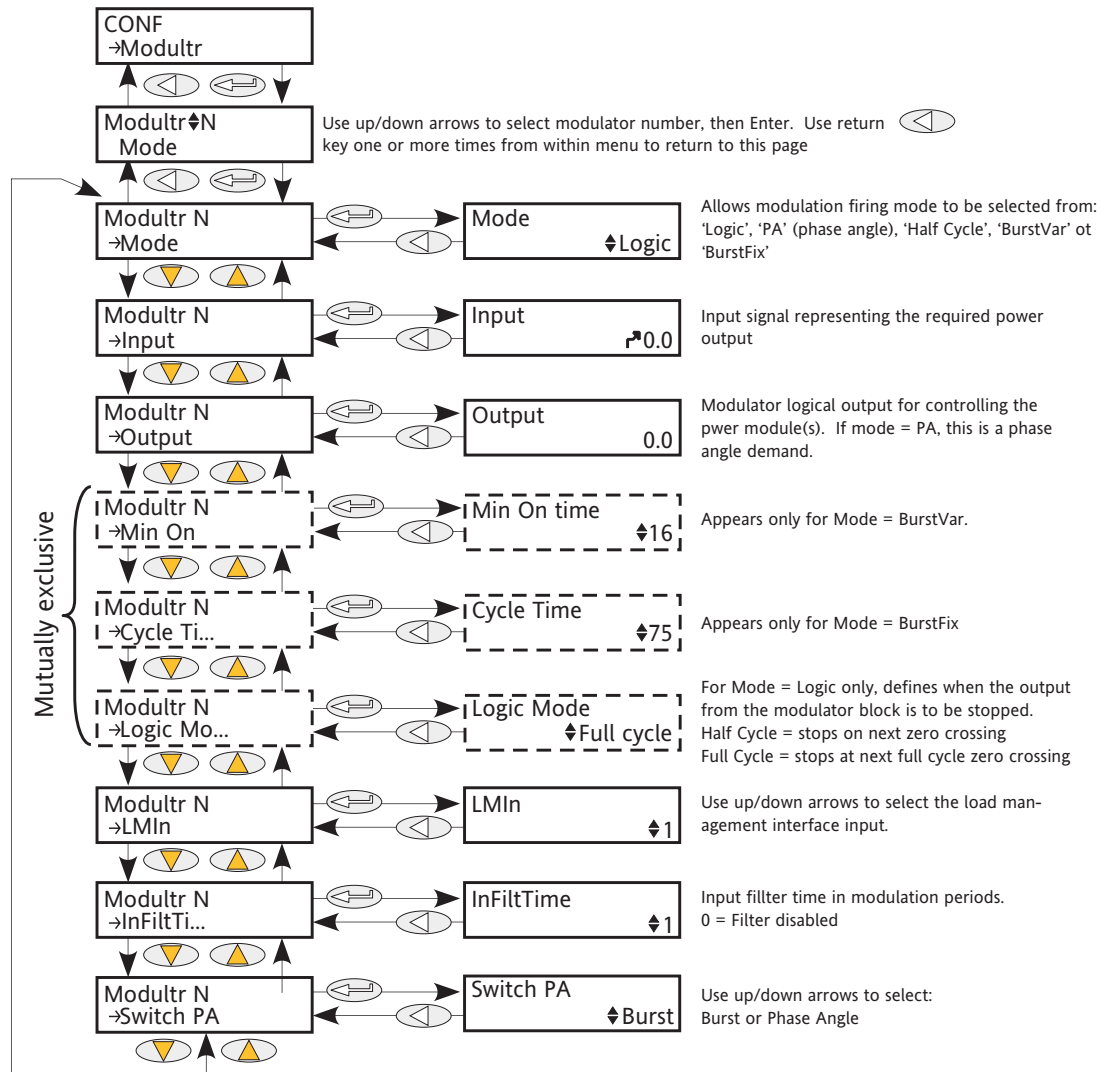 CONF
→Modultr
Modultr♦N
Mode
Use up/down arrows to select modulator number, then Enter. Use return
key one or more times from within menu to return to this page
Modultr N
→Mode
Mode
♦Logic
Allows modulation firing mode to be selected from:
‘Logic’, ‘PA’ (phase angle), ‘Half Cycle’, ‘BurstVar’ ot
‘BurstFix’
Modultr N
→Input
Input
0.0
Input signal representing the required power
output
Modultr N
→Output
Output
0.0
Modulator logical output for controlling the
pwer module(s). If mode = PA, this is a phase
angle demand.
Mutually exclusive
Modultr N
→Min On
Min On time
♦16
Appears only for Mode = BurstVar.
Modultr N
→Cycle Ti...
Cycle Time
♦75
Appears only for Mode = BurstFix
Modultr N
→Logic Mo...
Logic Mode
♦Full cycle
For Mode = Logic only, defines when the output
from the modulator block is to be stopped.
Half Cycle = stops on next zero crossing
Full Cycle = stops at next full cycle zero crossing
Modultr N
→LMIn
LMIn
♦1
Use up/down arrows to select the load man-
agement interface input.
Modultr N
→InFiltTi...
InFiltTime
♦1
Input fillter time in modulation periods.
0 = Filter disabled
Modultr N
→Switch PA
Switch PA
♦Burst
Use up/down arrows to select:
Burst or Phase Angle